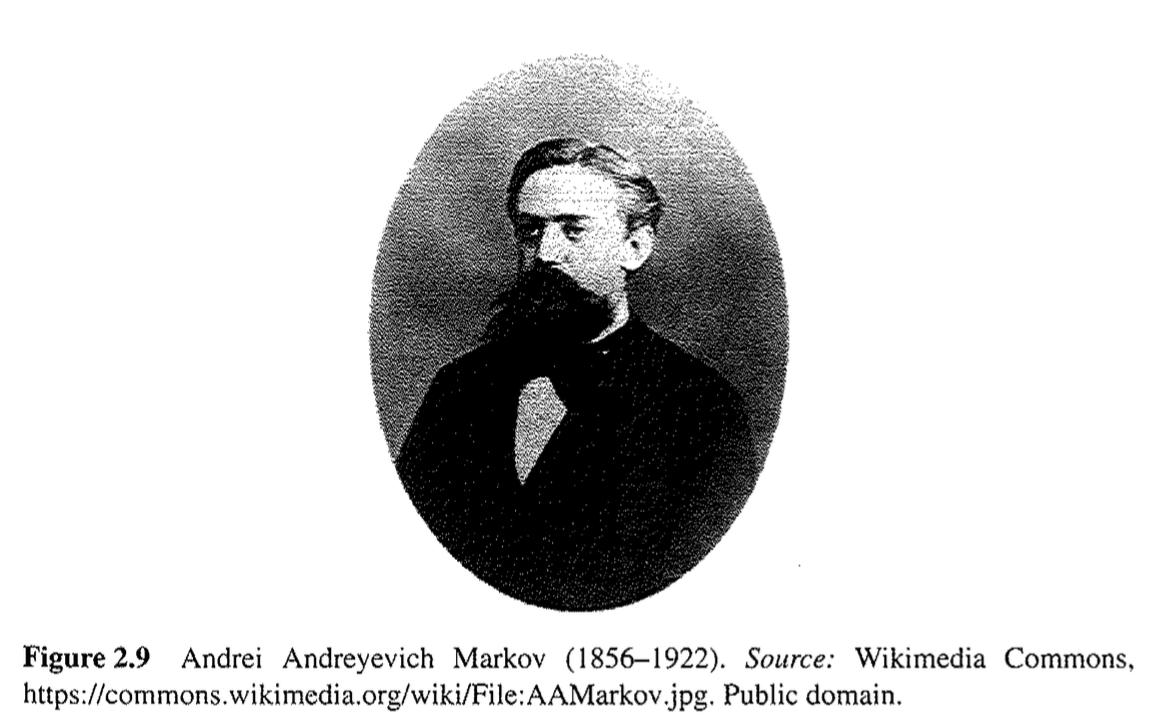 Figure 2.9 Andrei Andreyevich Markov (1856–1922). Source: Wikimedia Commons,
https://commons.wikimedia.org/wiki/File:AAMarkov.jpg. Public domain.